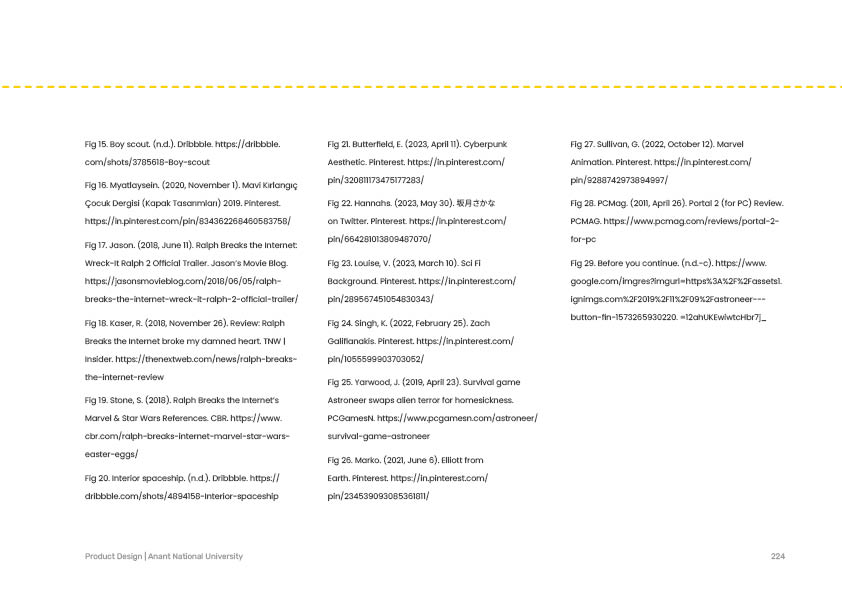 Fig 15. Boy scout. (n.d.). Dribbble. https://dribbble.
com/shots/3785618-Boy-scout
Fig 16. Myatlaysein. (2020, November 1). Mavi Kırlangıç
Çocuk Dergisi (Kapak Tasarımları) 2019. Pinterest.
https://in.pinterest.com/pin/834362268460583758/
Fig 17. Jason. (2018, June 11). Ralph Breaks the Internet:
Wreck-It Ralph 2 Official Trailer. Jason's Movie Blog.
https://jasonsmovieblog.com/2018/06/05/ralph-
breaks-the-internet-wreck-it-ralph-2-official-trailer/
Fig 18. Kaser, R. (2018, November 26). Review: Ralph
Breaks the Internet broke my damned heart. TNW |
Insider. https://thenextweb.com/news/ralph-breaks-
the-internet-review
Fig 19. Stone, S. (2018). Ralph Breaks the Internet's
Marvel & Star Wars References. CBR. https://www.
cbr.com/ralph-breaks-internet-marvel-star-wars-
easter-eggs/
Fig 20. Interior spaceship. (n.d.). Dribbble. https://
dribbble.com/shots/4894158-Interior-spaceship
Fig 21. Butterfield, E. (2023, April 11). Cyberpunk
Aesthetic. Pinterest. https://in.pinterest.com/
pin/320811173475177283/
Fig 22. Hannahs. (2023, May 30). 坂月さかな
on Twitter. Pinterest. https://in.pinterest.com/
pin/664281013809487070/
Fig 23. Louise, V. (2023, March 10). Sci Fi
Background. Pinterest. https://in.pinterest.com/
pin/289567451054830343/
Fig 24. Singh, K. (2022, February 25). Zach
Galifianakis. Pinterest. https://in.pinterest.com/
pin/1055599903703052/
Fig 25. Yarwood, J. (2019, April 23). Survival game
Astroneer swaps alien terror for homesickness.
PCGamesN. https://www.pcgamesn.com/astroneer/
survival-game-astroneer
Fig 26. Marko. (2021, June 6). Elliott from
Earth. Pinterest. https://in.pinterest.com/
pin/234539093085361811/
Fig 27. Sullivan, G. (2022, October 12). Marvel
Animation. Pinterest. https://in.pinterest.com/
pin/9288742973894997/
Fig 28. PCMag. (2011, April 26). Portal 2 (for PC) Review.
PCMAG. https://www.pcmag.com/reviews/portal-2-
for-pc
Fig 29. Before you continue. (n.d.-c). https://www.
google.com/imgres?imgurl=https%3A%2F%2Fassets1.
ignimgs.com%2F2019%2F11%2F09%2Fastroneer---
button-fin-1573265930220. =12ahUKEwiwtcHbr7j_
Product Design | Anant National University
224